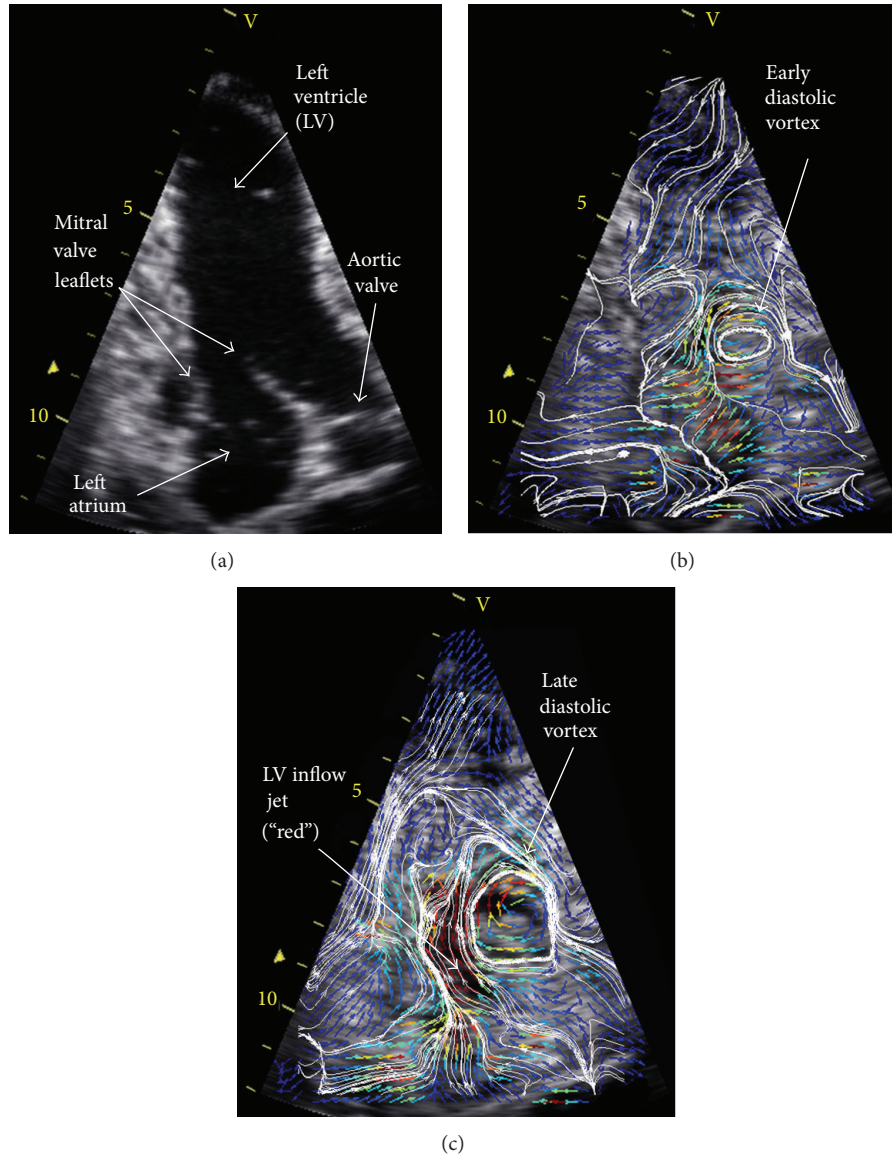 V
Left
ventricle
(LV)
5
Mitral
valve
leaflets
Aortic
valve
10
Left
atrium
(a)
V
Early
diastolic
vortex
5
10
(b)
V
Late
diastolic
vortex
LV inflow
jet
("red")
5
10
(c)